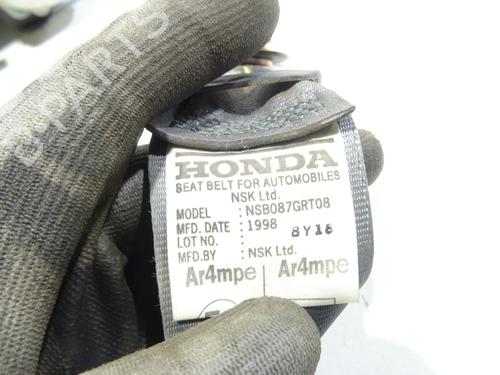 HONDA
SEAT BELT FOR AUTOMOBILES
NSK Ltd.
MODEL : NSB087GRT08
MFD. DATE : 1998 8Y18
LOT NO. :
MFD.BY : NSK Ltd.
Ar4mpe Ar4mpe
B-PARTS